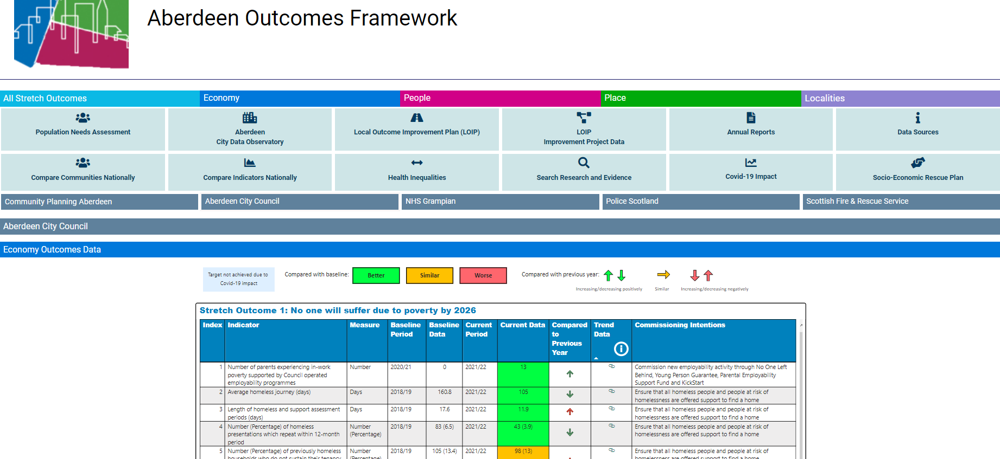 Aberdeen Outcomes Framework
All Stretch Outcomes
Economy
People
Place
Localities
Population Needs Assessment
Aberdeen
City Data Observatory
Local Outcome Improvement Plan (LOIP)
LOIP
Improvement Project Data
Annual Reports
Data Sources
Compare Communities Nationally
Compare Indicators Nationally
Health Inequalities
Search Research and Evidence
Covid-19 Impact
Socio-Economic Rescue Plan
Community Planning Aberdeen
Aberdeen City Council
NHS Grampian
Police Scotland
Scottish Fire & Rescue Service
Aberdeen City Council
Economy Outcomes Data
Target not achieved due to
Covid-19 impact
Compared with baseline:
Better
Similar
Worse
Compared with previous year:
Increasing/decreasing positively
Similar
Increasing/decreasing negatively
Stretch Outcome 1: No one will suffer due to poverty by 2026
Index
Indicator
Measure
Baseline
Period
Baseline
Data
Current
Period
Current Data
Compared
to
Previous
Year
Trend
Data
Commissioning Intentions
1
Number of parents experiencing in-work
poverty supported by Council operated
employability programmes
Number
2020/21
0
2021/22
13
Commission new employability activity through No One Left
Behind, Young Person Guarantee, Parental Employability
Support Fund and KickStart
2
Average homeless journey (days)
Days
2018/19
160.8
2021/22
105
Ensure that all homeless people and people at risk of
homelessness are offered support to find a home
3
Length of homeless and support assessment
periods (days)
Days
2018/19
17.6
2021/22
11.9
Ensure that all homeless people and people at risk of
homelessness are offered support to find a home
4
Number (Percentage) of homeless
presentations which repeat within 12-month
period
Number
(Percentage)
2018/19
83 (6.5)
2021/22
43 (3.9)
Ensure that all homeless people and people at risk of
homelessness are offered support to find a home
5
Number (Percentage) of previously homeless
households who do not sustain their tenancy
Number
(Percentage)
2018/19
105 (13.4)
2021/22
98 (13)
Ensure that all homeless people and people at risk of
homelessness are offered support to find a home